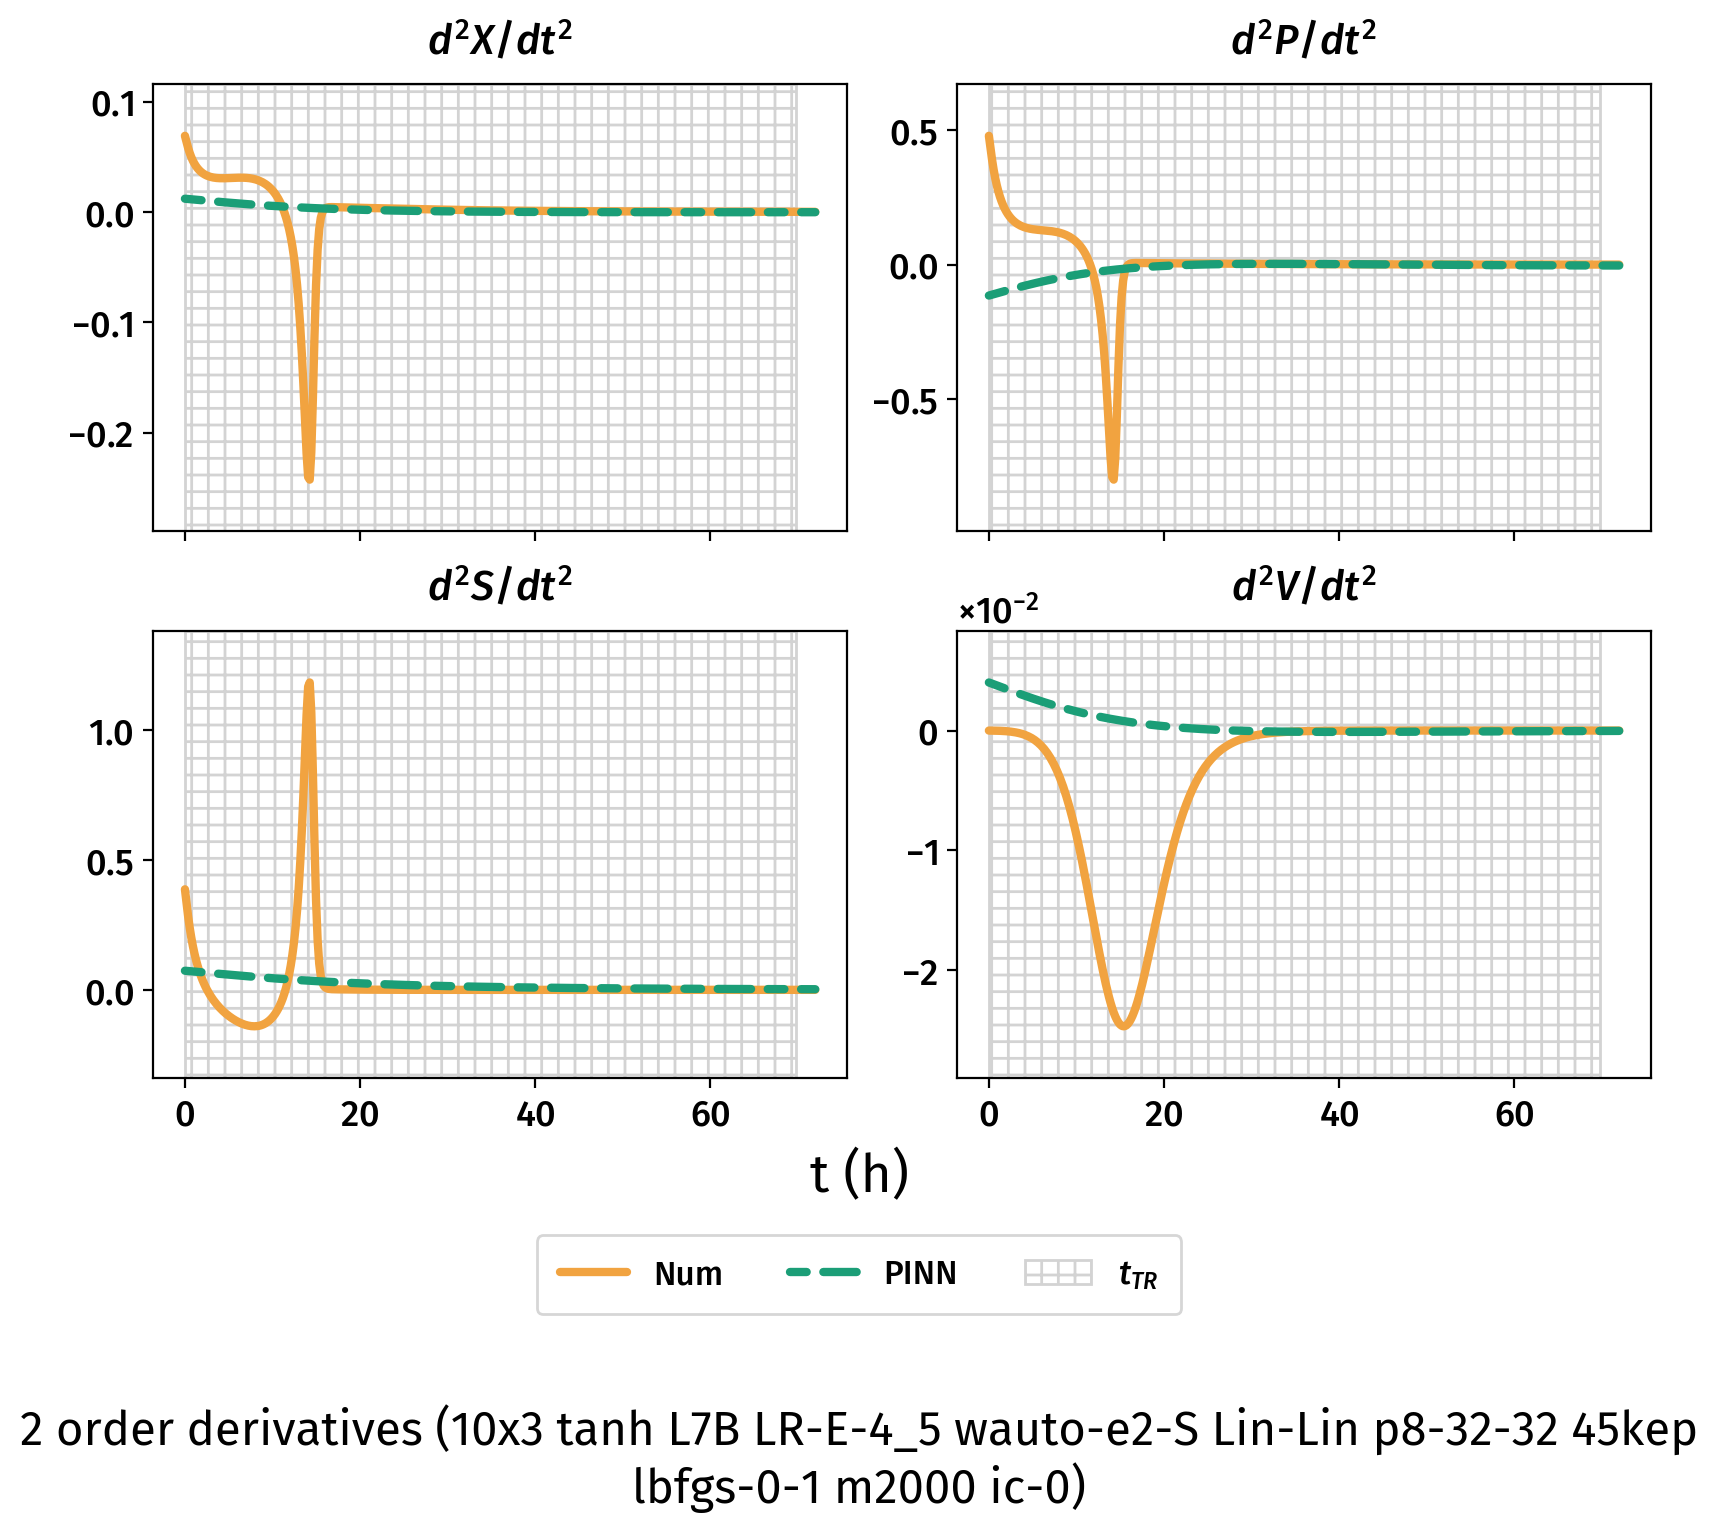 d²X/dt²
d²P/dt²
0.1
0.0
−0.1
−0.2
0.5
0.0
−0.5
d²S/dt²
d²V/dt²
×10⁻²
1.0
0.5
0.0
0
−1
−2
0 20 40 60
0 20 40 60
t (h)
Num PINN t_TR
2 order derivatives (10x3 tanh L7B LR-E-4_5 wauto-e2-S Lin-Lin p8-32-32 45kep
lbfgs-0-1 m2000 ic-0)